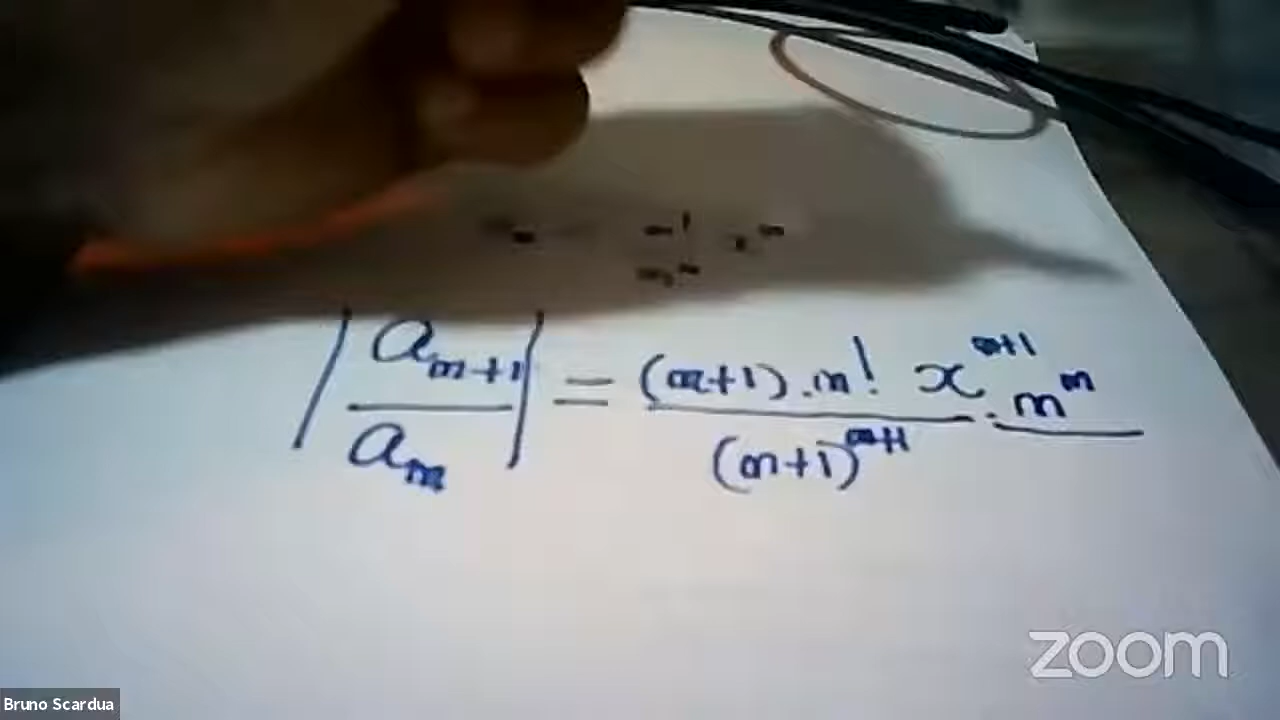 |a_{n+1}/a_n| = (n+1).n! x^{n+1}/(n+1)^{n+1} . n^n/
zoom
Bruno Scardua